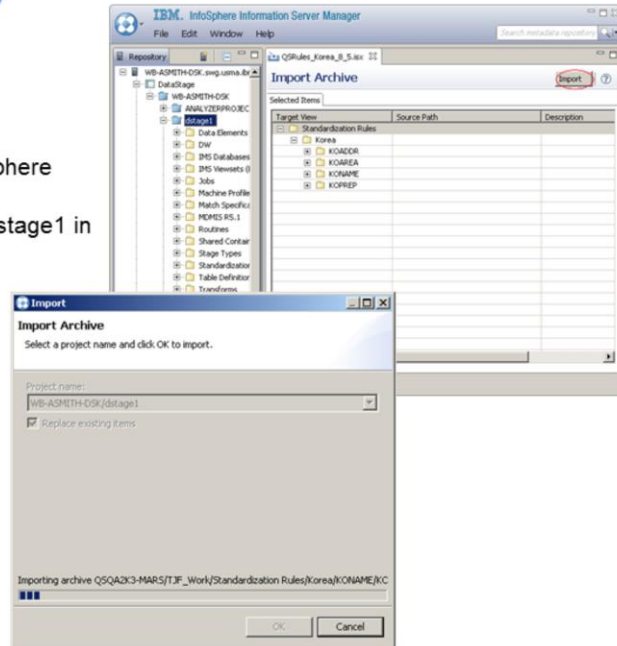 phere
stage1 in
IBM. InfoSphere Information Server Manager
File Edit Window Help
Search metadata repository
Repository
WB-ASMITH-DSK.swg.usma.ibr
DataStage
WB-ASMITH-DSK
ANALYZERPROJEC
dstage1
Data Elements
DW
IMS Databases
IMS Viewsets (I
Jobs
Machine Profile
Match Specifica
MDMIS R5.1
Routines
Shared Contair
Stage Types
Standardization
Table Definition
Transforms
QSRules_Korea_8_5.isx
Import Archive
Import
Selected Items
Target View Source Path Description
Standardization Rules
Korea
KOADDR
KOAREA
KONAME
KOPREP
Import
Import Archive
Select a project name and click OK to import.
Project name:
WB-ASMITH-DSK/dstage1
Replace existing items
Importing archive QSQA2K3-MARS/TJF_Work/Standardization Rules/Korea/KONAME/KC
OK Cancel